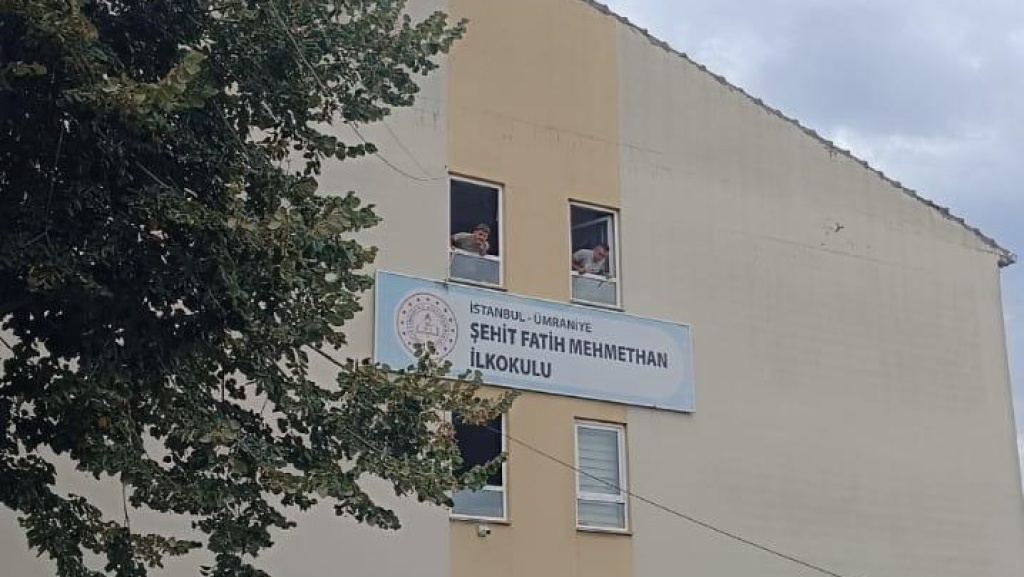 İSTANBUL - ÜMRANİYE
ŞEHİT FATİH MEHMETHAN
İLKOKULU